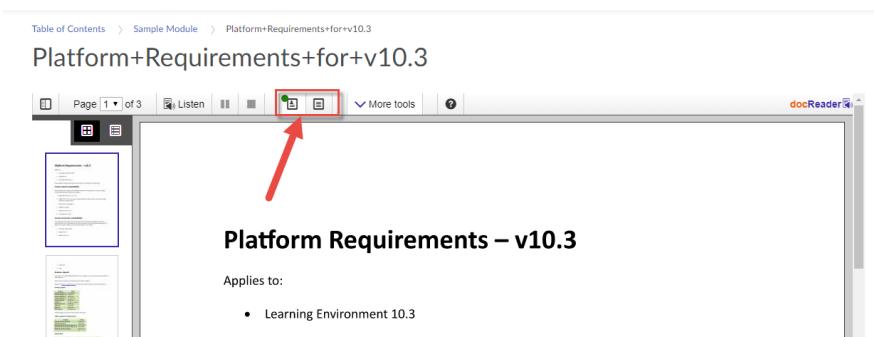 Table of Contents > Sample Module > Platform+Requirements+for+v10.3
Platform+Requirements+for+v10.3
Page 1 of 3 Listen More tools docReader
Platform Requirements – v10.3
Applies to:
• Learning Environment 10.3